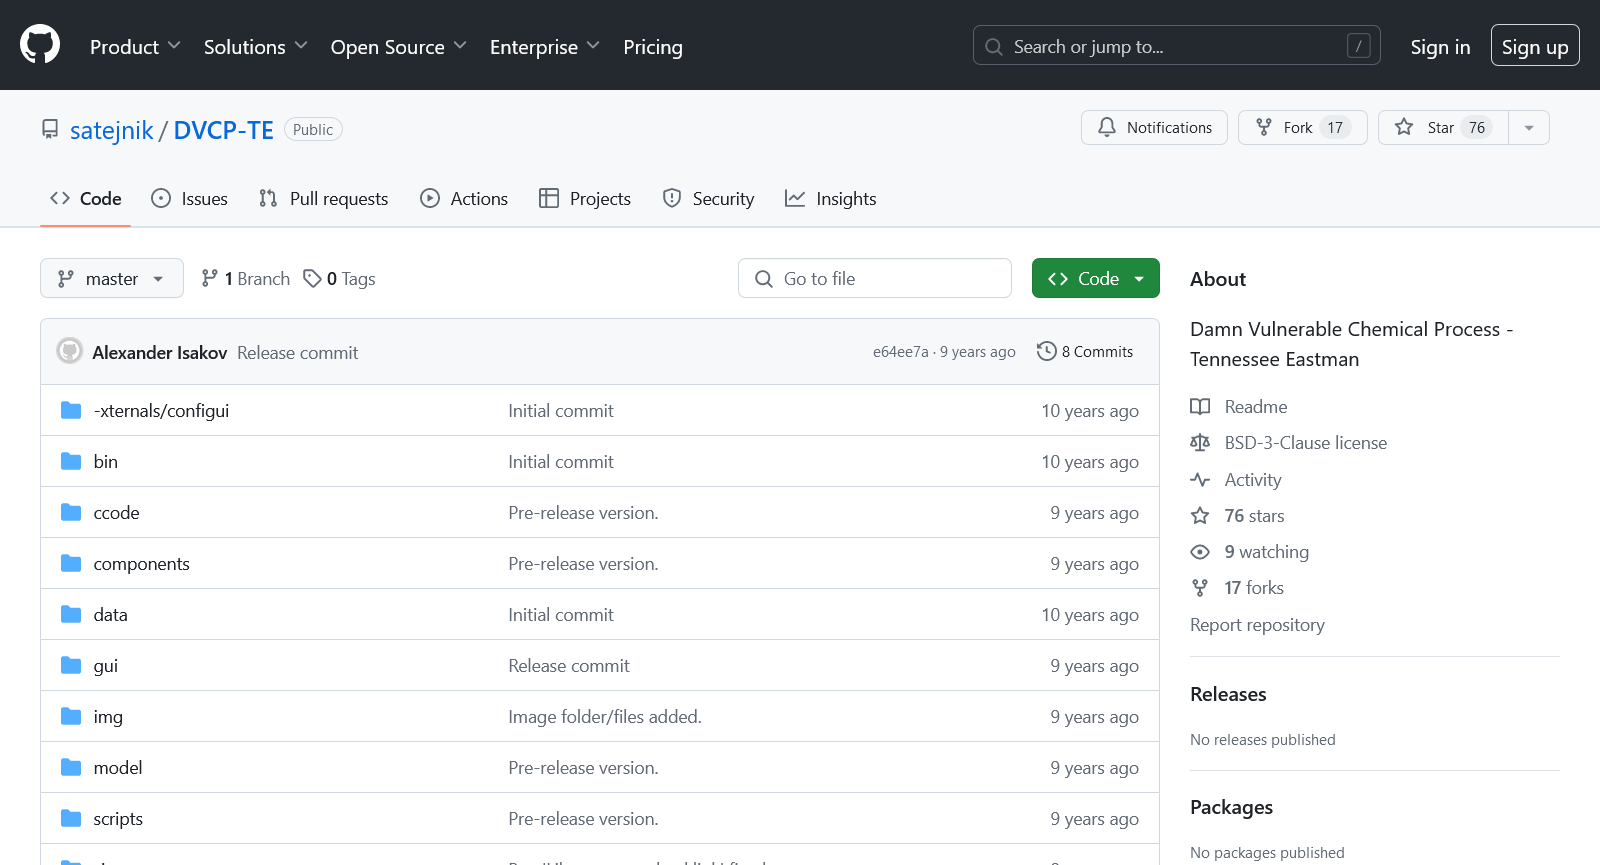 Product Solutions Open Source Enterprise Pricing Search or jump to... / Sign in Sign up
satejnik / DVCP-TE Public Notifications Fork 17 Star 76
Code Issues Pull requests Actions Projects Security Insights
master 1 Branch 0 Tags Go to file Code
Alexander Isakov Release commit e64ee7a · 9 years ago 8 Commits
-xternals/configui Initial commit 10 years ago
bin Initial commit 10 years ago
ccode Pre-release version. 9 years ago
components Pre-release version. 9 years ago
data Initial commit 10 years ago
gui Release commit 9 years ago
img Image folder/files added. 9 years ago
model Pre-release version. 9 years ago
scripts Pre-release version. 9 years ago
About
Damn Vulnerable Chemical Process -
Tennessee Eastman
Readme
BSD-3-Clause license
Activity
76 stars
9 watching
17 forks
Report repository
Releases
No releases published
Packages
No packages published